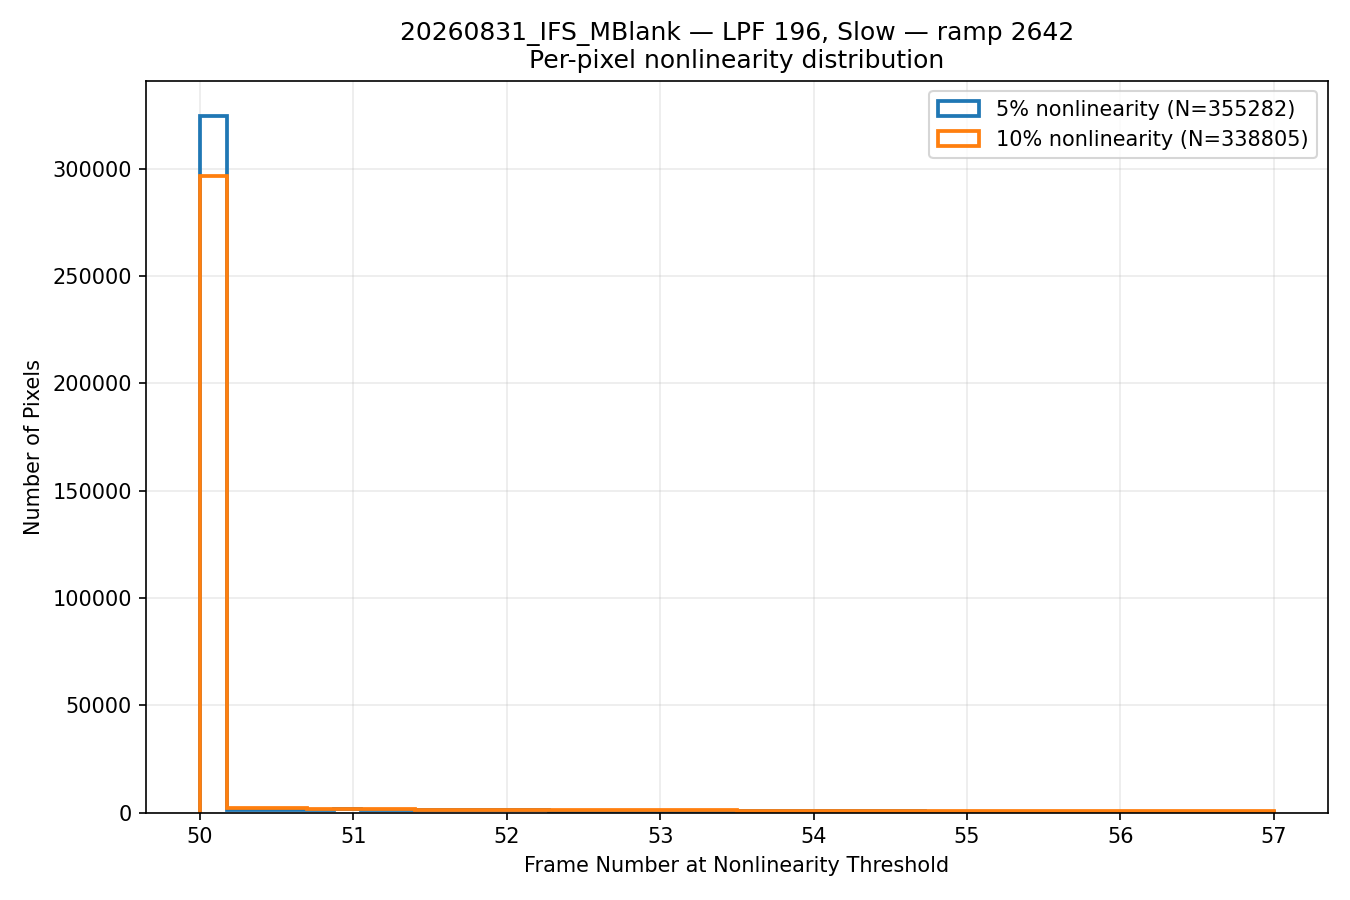 20260831_IFS_MBlank — LPF 196, Slow — ramp 2642
Per-pixel nonlinearity distribution
5% nonlinearity (N=355282)
10% nonlinearity (N=338805)
Number of Pixels
300000
250000
200000
150000
100000
50000
0
50 51 52 53 54 55 56 57
Frame Number at Nonlinearity Threshold